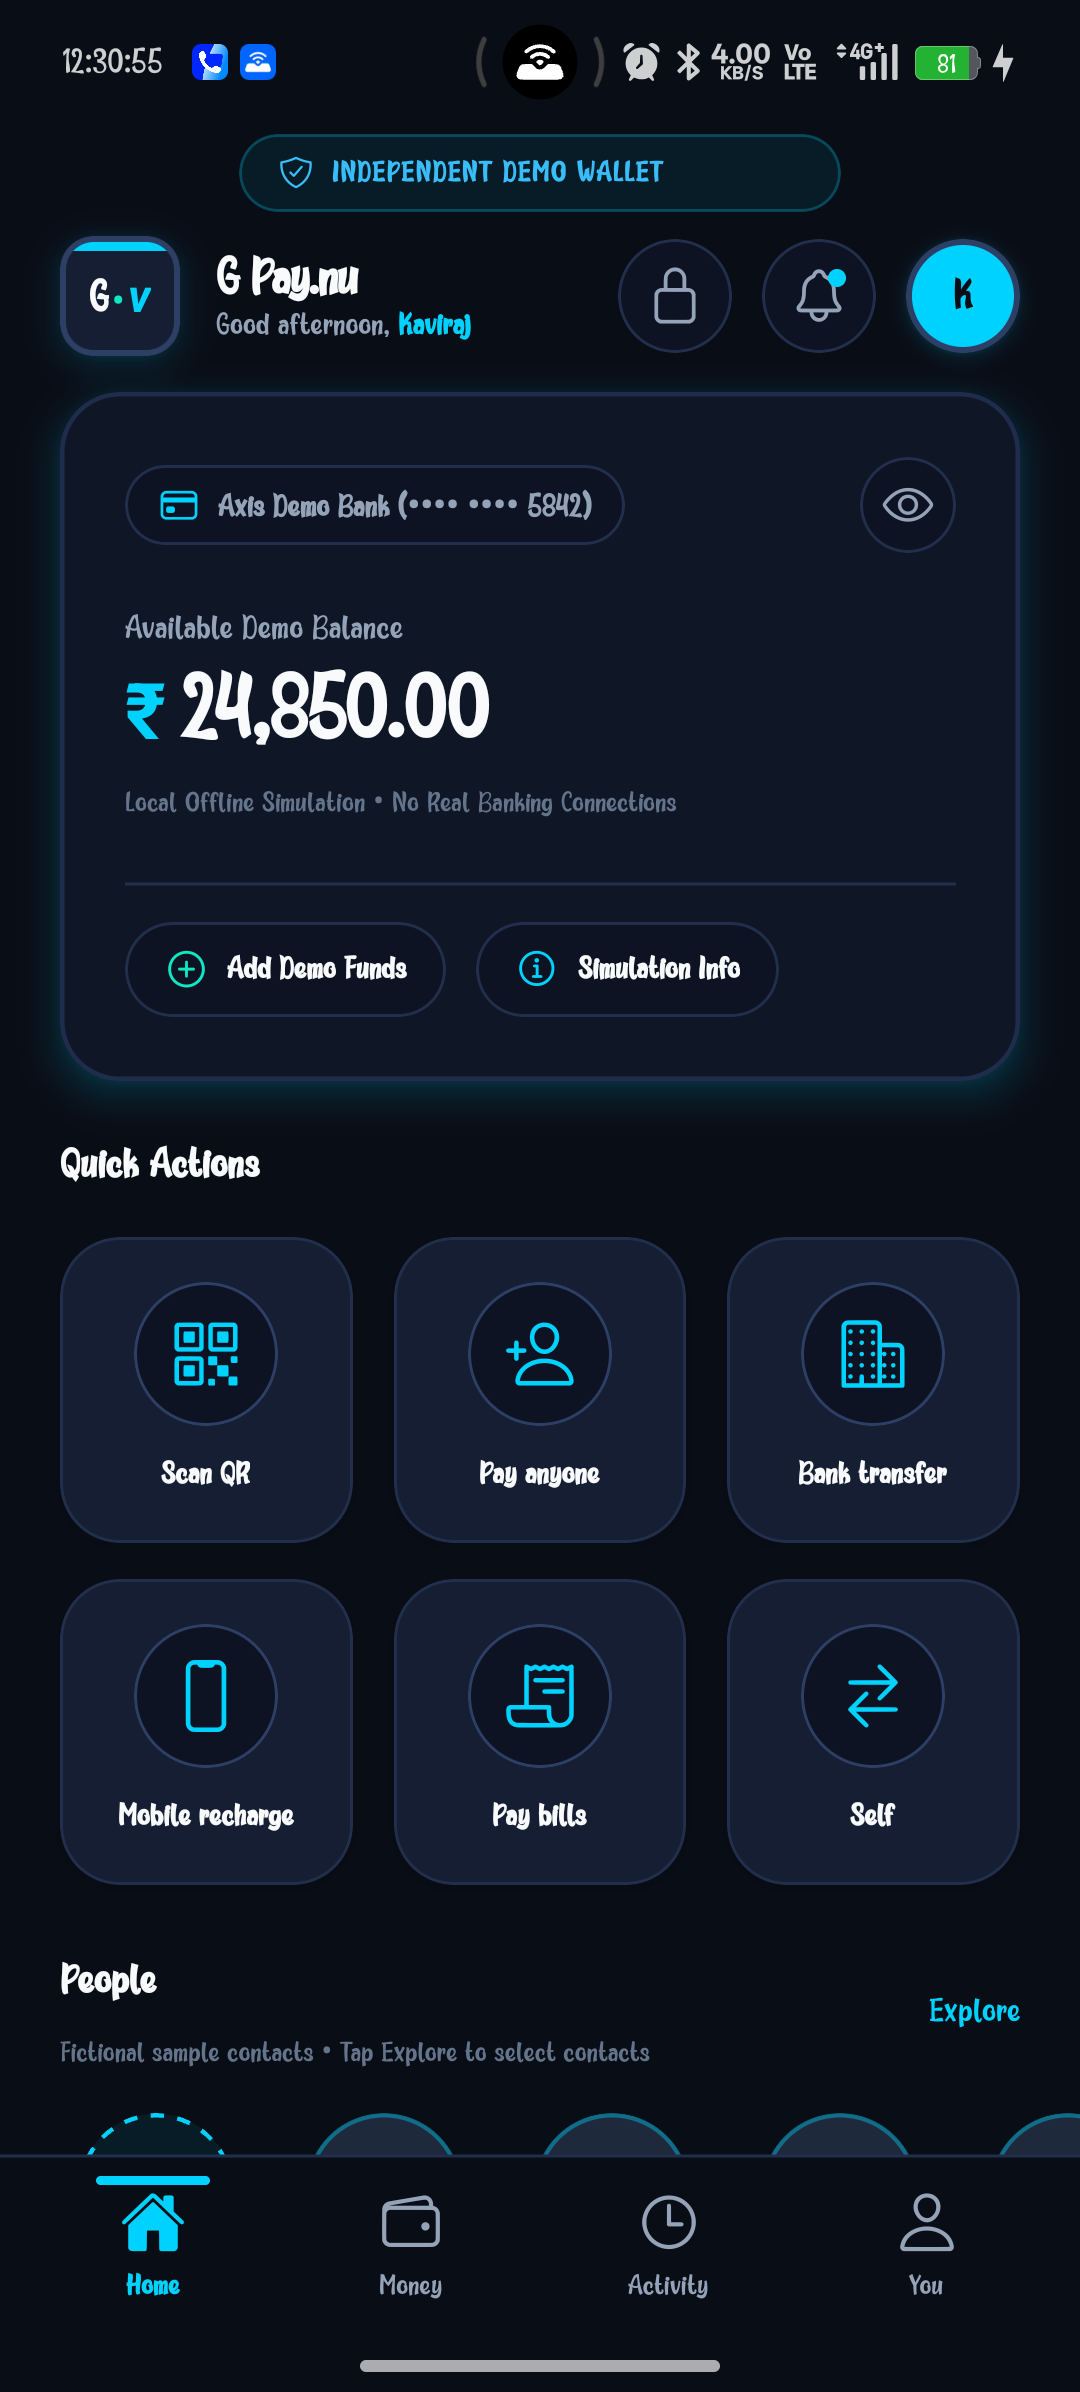 12:30:55
4.00 KB/S
Vo LTE
4G+
81
INDEPENDENT DEMO WALLET
G·v
G Pay.nu
Good afternoon, Kaviraj
K
Axis Demo Bank (•••• •••• 5842)
Available Demo Balance
₹ 24,850.00
Local Offline Simulation • No Real Banking Connections
Add Demo Funds
Simulation Info
Quick Actions
Scan QR
Pay anyone
Bank transfer
Mobile recharge
Pay bills
Self
People
Explore
Fictional sample contacts • Tap Explore to select contacts
Home
Money
Activity
You